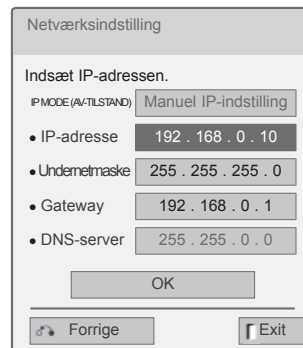 Netværksindstilling
Indsæt IP-adressen.
IP MODE (AV-TILSTAND) Manuel IP-indstilling
• IP-adresse 192 . 168 . 0 . 10
• Undernetmaske 255 . 255 . 255 . 0
• Gateway 192 . 168 . 0 . 1
• DNS-server 255 . 255 . 0 . 0
OK
Forrige Exit